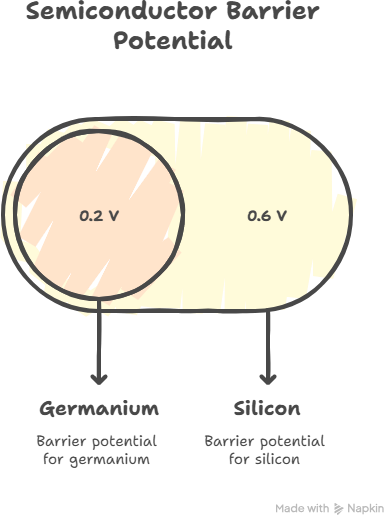 Semiconductor Barrier
Potential
0.2 V
0.6 V
Germanium
Silicon
Barrier potential
for germanium
Barrier potential
for silicon
Made with Napkin